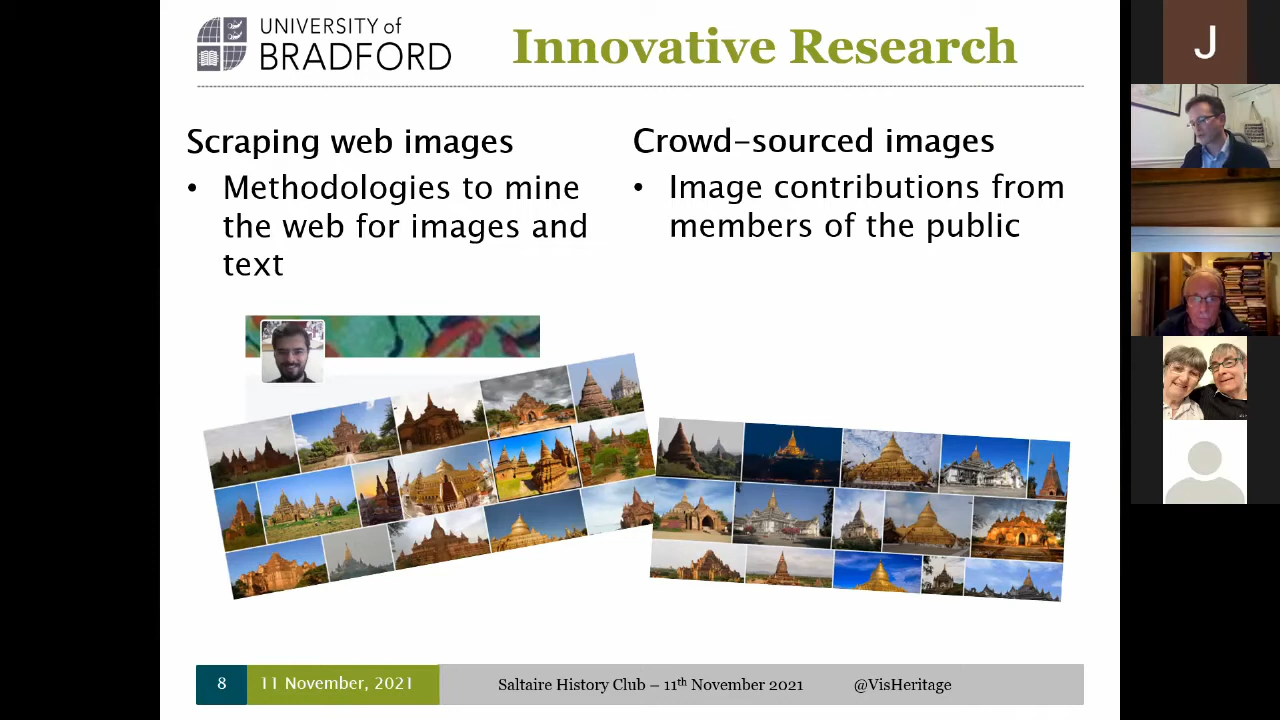 UNIVERSITY of
BRADFORD
Innovative Research
Scraping web images
• Methodologies to mine
the web for images and
text
Crowd-sourced images
• Image contributions from
members of the public
8
11 November, 2021
Saltaire History Club – 11th November 2021
@VisHeritage
J